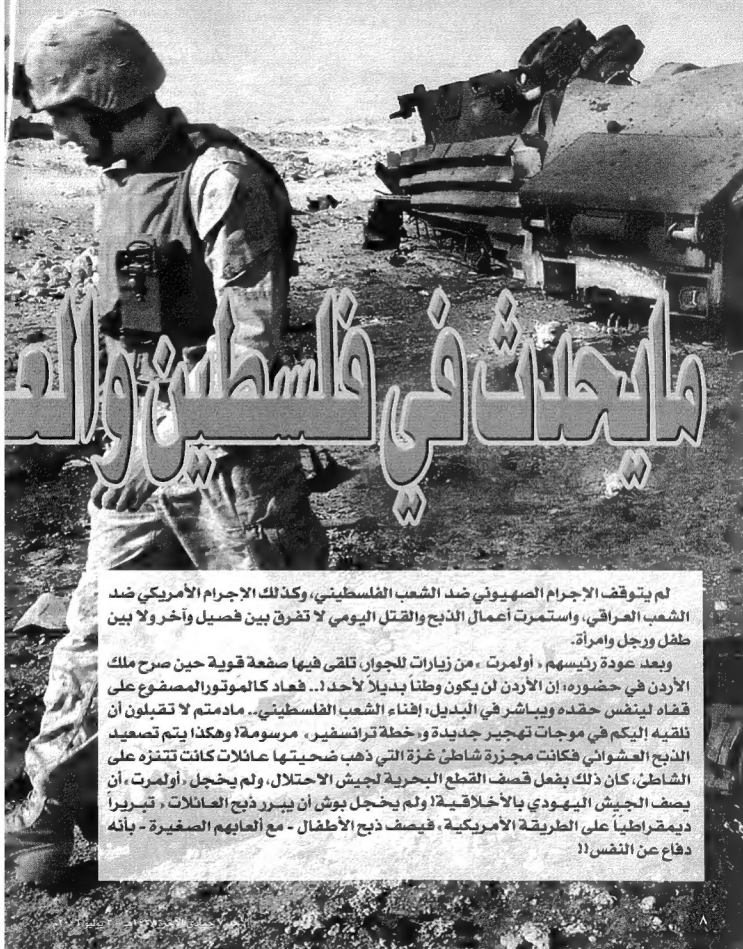 ما يحدث في فلسطين والعـ
لم يتوقف الإجرام الصهيوني ضد الشعب الفلسطيني، وكذلك الإجرام الأمريكي ضد
الشعب العراقي، واستمرت أعمال الذبح والقتل اليومي لا تفرق بين فصيل وآخر ولا بين
طفل ورجل وامرأة.
وبعد عودة رئيسهم «أولمرت» من زيارات للجوار، تلقى فيها صفعة قوية حين صرح ملك
الأردن في حضوره: إن الأردن لن يكون وطناً بديلاً لأحد!.. فعاد كالموتور المصفوع على
قفاه لينفس حقده ويباشر في البديل: إفناء الشعب الفلسطيني.. مادمتم لا تقبلون أن
نلقيه إليكم في موجات تهجير جديدة و«خطة ترانسفير» مرسومة! وهكذا يتم تصعيد
الذبح العشوائي فكانت مجزرة شاطئ غزة التي ذهب ضحيتها عائلات كانت تتنزه على
الشاطئ، كان ذلك بفعل قصف القطع البحرية لجيش الاحتلال، ولم يخجل «أولمرت» أن
يصف الجيش اليهودي بالأخلاقية! ولم يخجل بوش أن يبرر ذبح العائلات «تبريراً
ديمقراطياً على الطريقة الأمريكية» فيصف ذبح الأطفال - مع ألعابهم الصغيرة - بأنه
دفاع عن النفس!!
٨